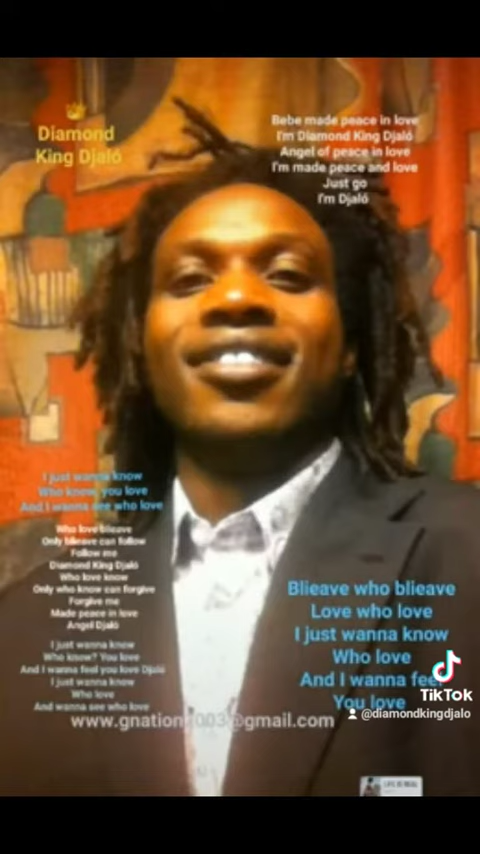 Diamond
King Djaló
Bebe made peace in love
I'm Diamond King Djaló
Angel of peace in love
I'm made peace and love
Just go
I'm Djaló
I just wanna know
Who know you love
And I wanna see who love
Who love blieave
Only blieave can follow
Follow me
Diamond King Djaló
Who love know
Only who know can forgive
Forgive me
Made peace in love
Angel Djaló
I just wanna know
Who know? You love
And I wanna feel you love Djaló
I just wanna know
Who love
And wanna see who love
Blieave who blieave
Love who love
I just wanna know
Who love
And I wanna feel
You love
TikTok
@diamondkingdjalo